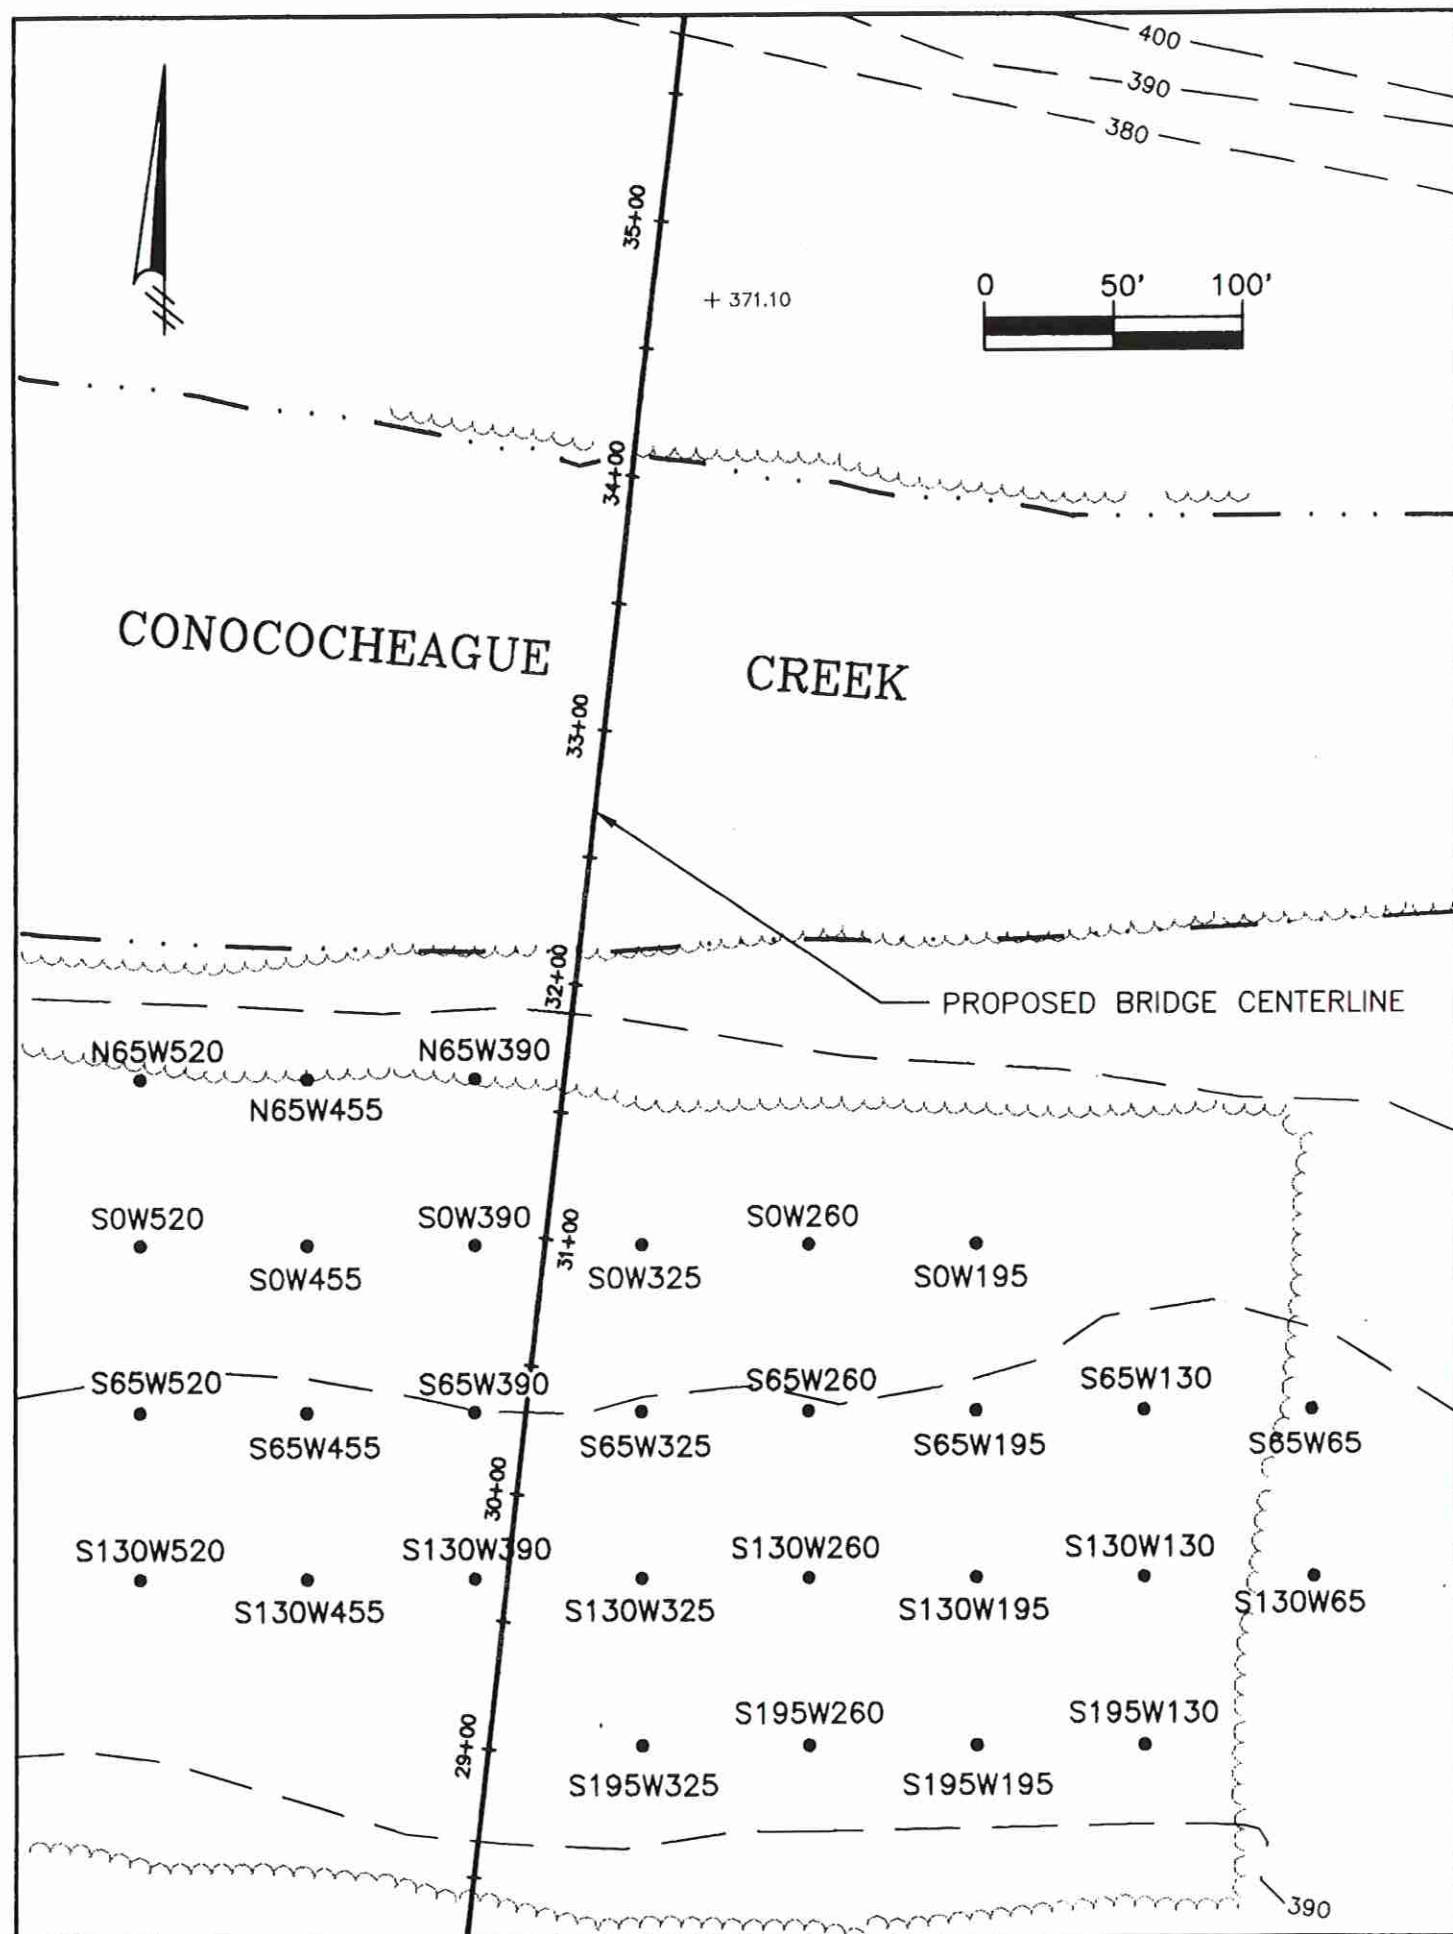 400
390
380
35+00
+ 371.10
0 50' 100'
34+00
CONOCOCHEAGUE CREEK
33+00
32+00
PROPOSED BRIDGE CENTERLINE
N65W520 N65W390
N65W455
S0W520 S0W390 S0W260
31+00
S0W455 S0W325 S0W195
S65W520 S65W390 S65W260 S65W130
S65W455 S65W325 S65W195 S65W65
30+00
S130W520 S130W390 S130W260 S130W130
S130W455 S130W325 S130W195 S130W65
S195W260 S195W130
29+00
S195W325 S195W195
390